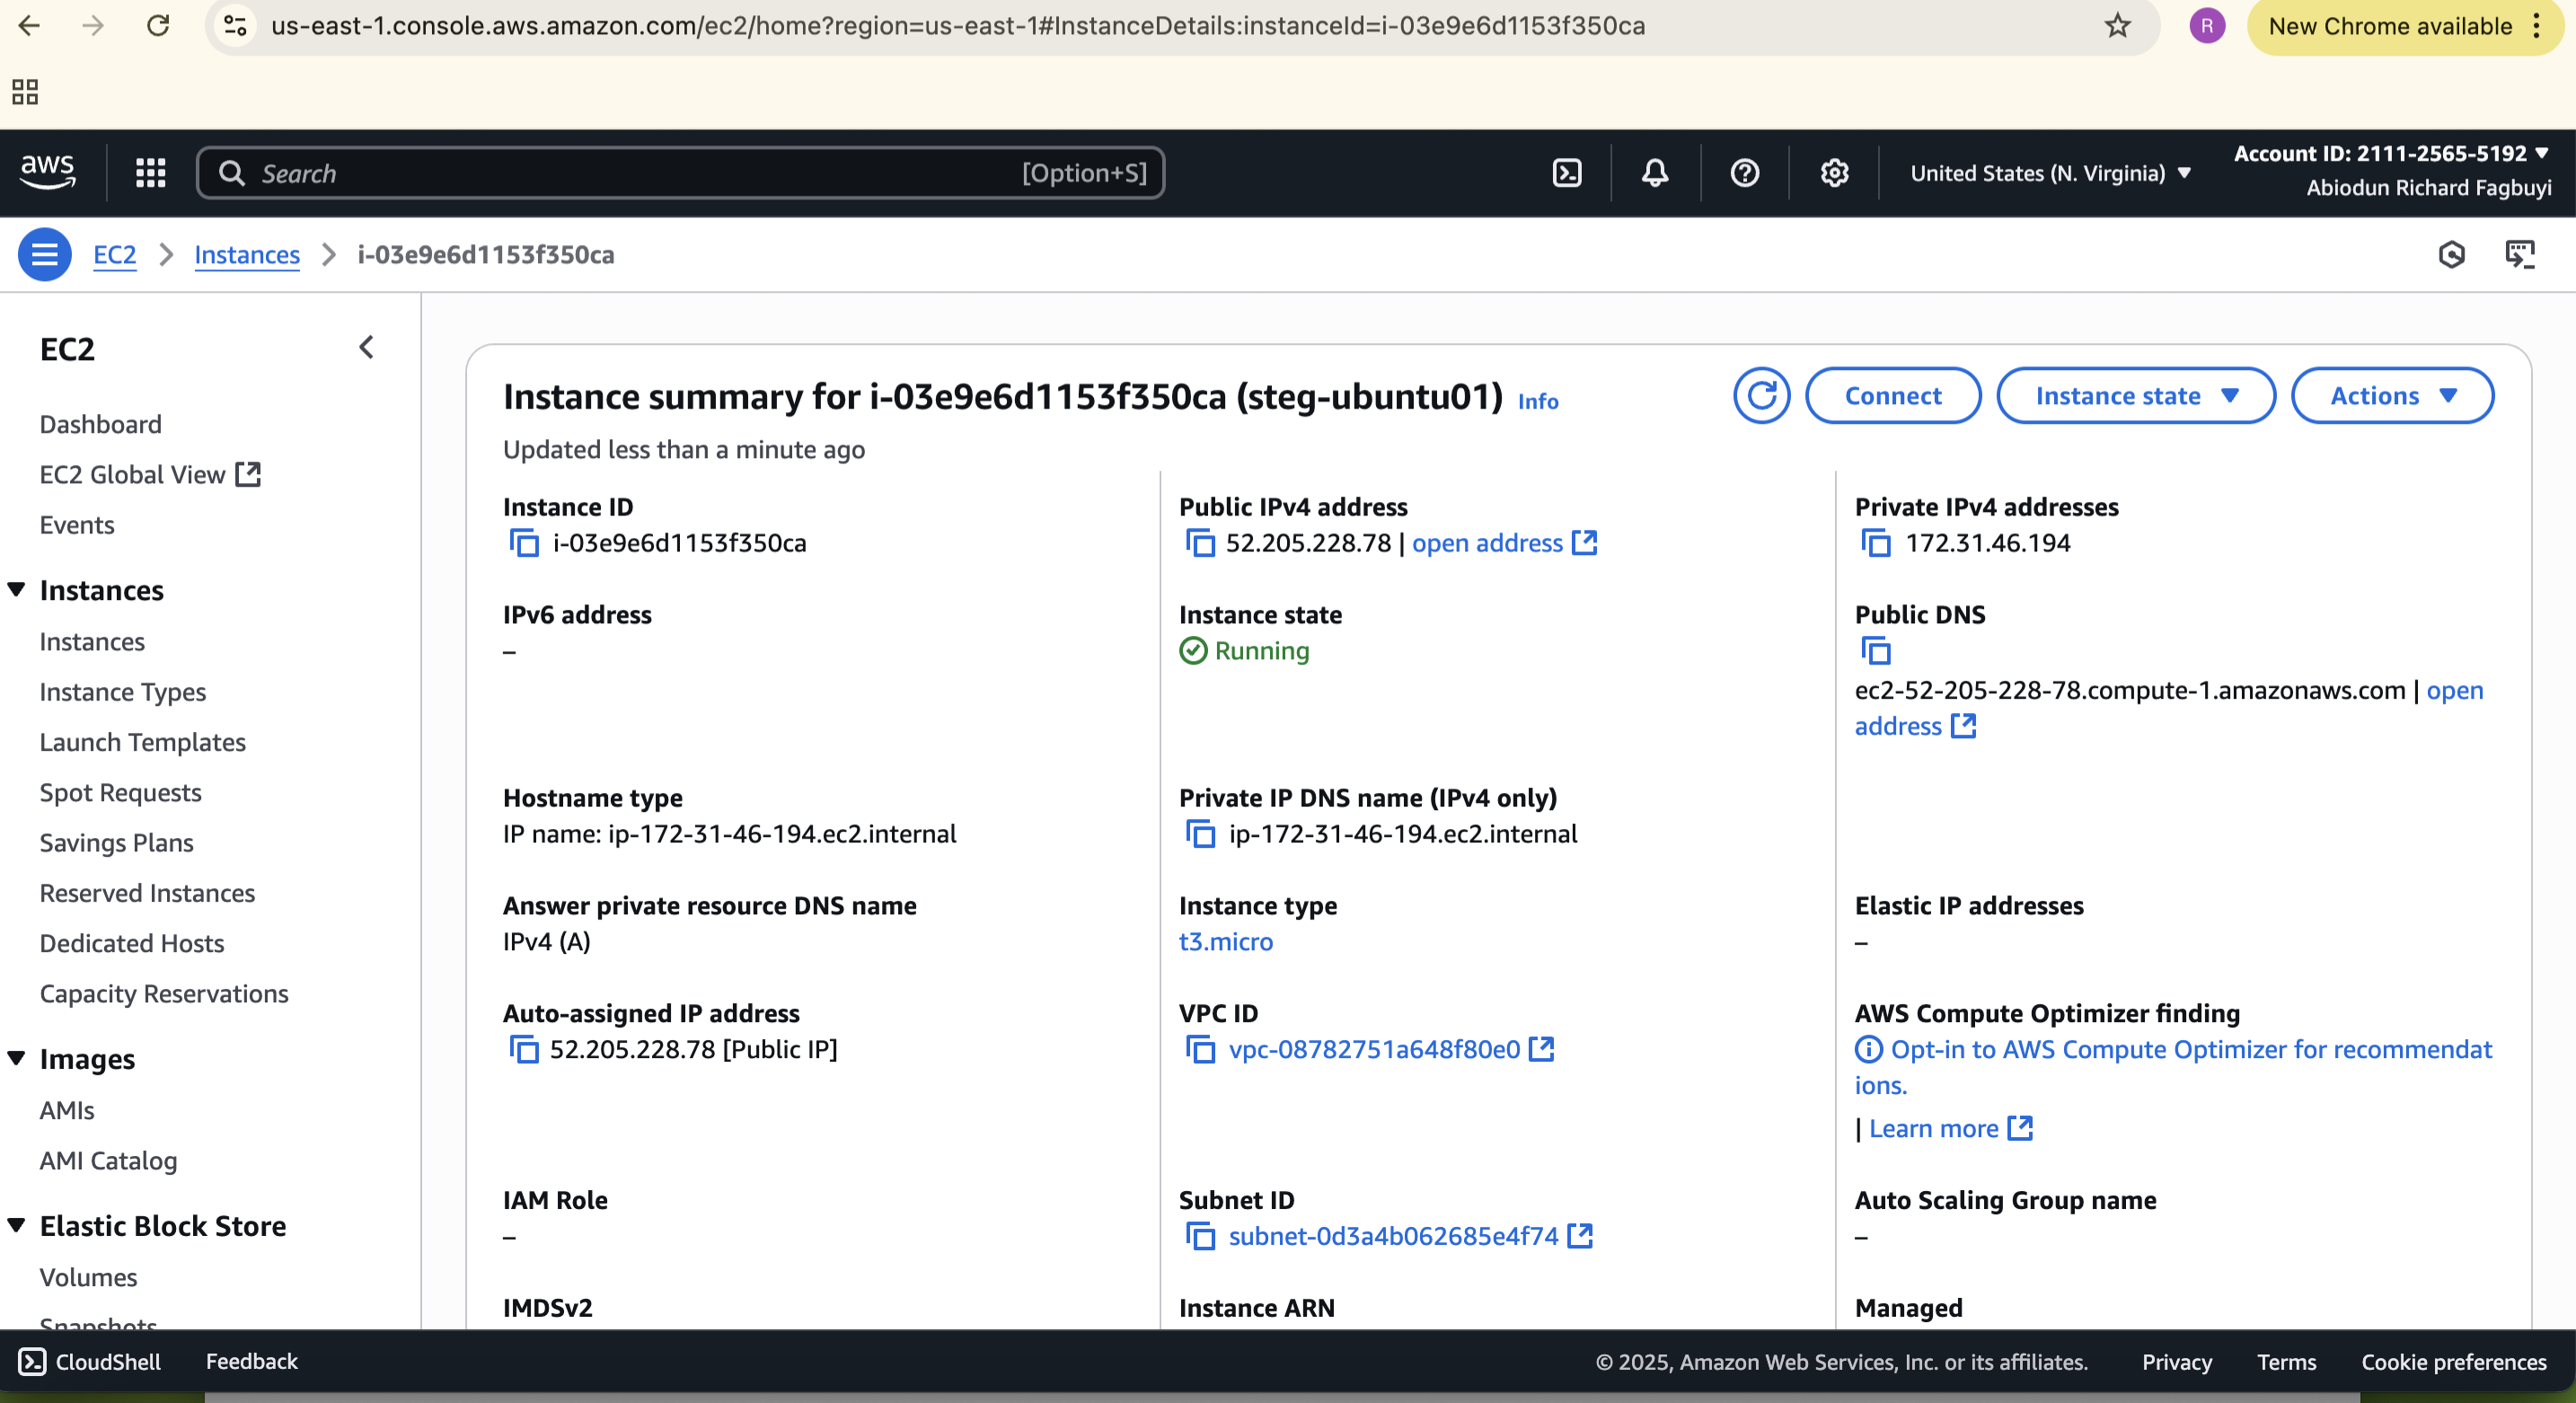 us-east-1.console.aws.amazon.com/ec2/home?region=us-east-1#InstanceDetails:instanceId=i-03e9e6d1153f350ca
R
New Chrome available
aws
Search
[Option+S]
United States (N. Virginia)
Account ID: 2111-2565-5192
Abiodun Richard Fagbuyi
EC2
Instances
i-03e9e6d1153f350ca
EC2
Dashboard
EC2 Global View
Events
Instances
Instances
Instance Types
Launch Templates
Spot Requests
Savings Plans
Reserved Instances
Dedicated Hosts
Capacity Reservations
Images
AMIs
AMI Catalog
Elastic Block Store
Volumes
Snapshots
Instance summary for i-03e9e6d1153f350ca (steg-ubuntu01) Info
Updated less than a minute ago
Connect
Instance state
Actions
Instance ID
i-03e9e6d1153f350ca
Public IPv4 address
52.205.228.78 | open address
Private IPv4 addresses
172.31.46.194
IPv6 address
–
Instance state
Running
Public DNS
ec2-52-205-228-78.compute-1.amazonaws.com | open
address
Hostname type
IP name: ip-172-31-46-194.ec2.internal
Private IP DNS name (IPv4 only)
ip-172-31-46-194.ec2.internal
Answer private resource DNS name
IPv4 (A)
Instance type
t3.micro
Elastic IP addresses
–
Auto-assigned IP address
52.205.228.78 [Public IP]
VPC ID
vpc-08782751a648f80e0
AWS Compute Optimizer finding
Opt-in to AWS Compute Optimizer for recommendat
ions.
| Learn more
IAM Role
–
Subnet ID
subnet-0d3a4b062685e4f74
Auto Scaling Group name
–
IMDSv2
Instance ARN
Managed
CloudShell
Feedback
© 2025, Amazon Web Services, Inc. or its affiliates.
Privacy
Terms
Cookie preferences